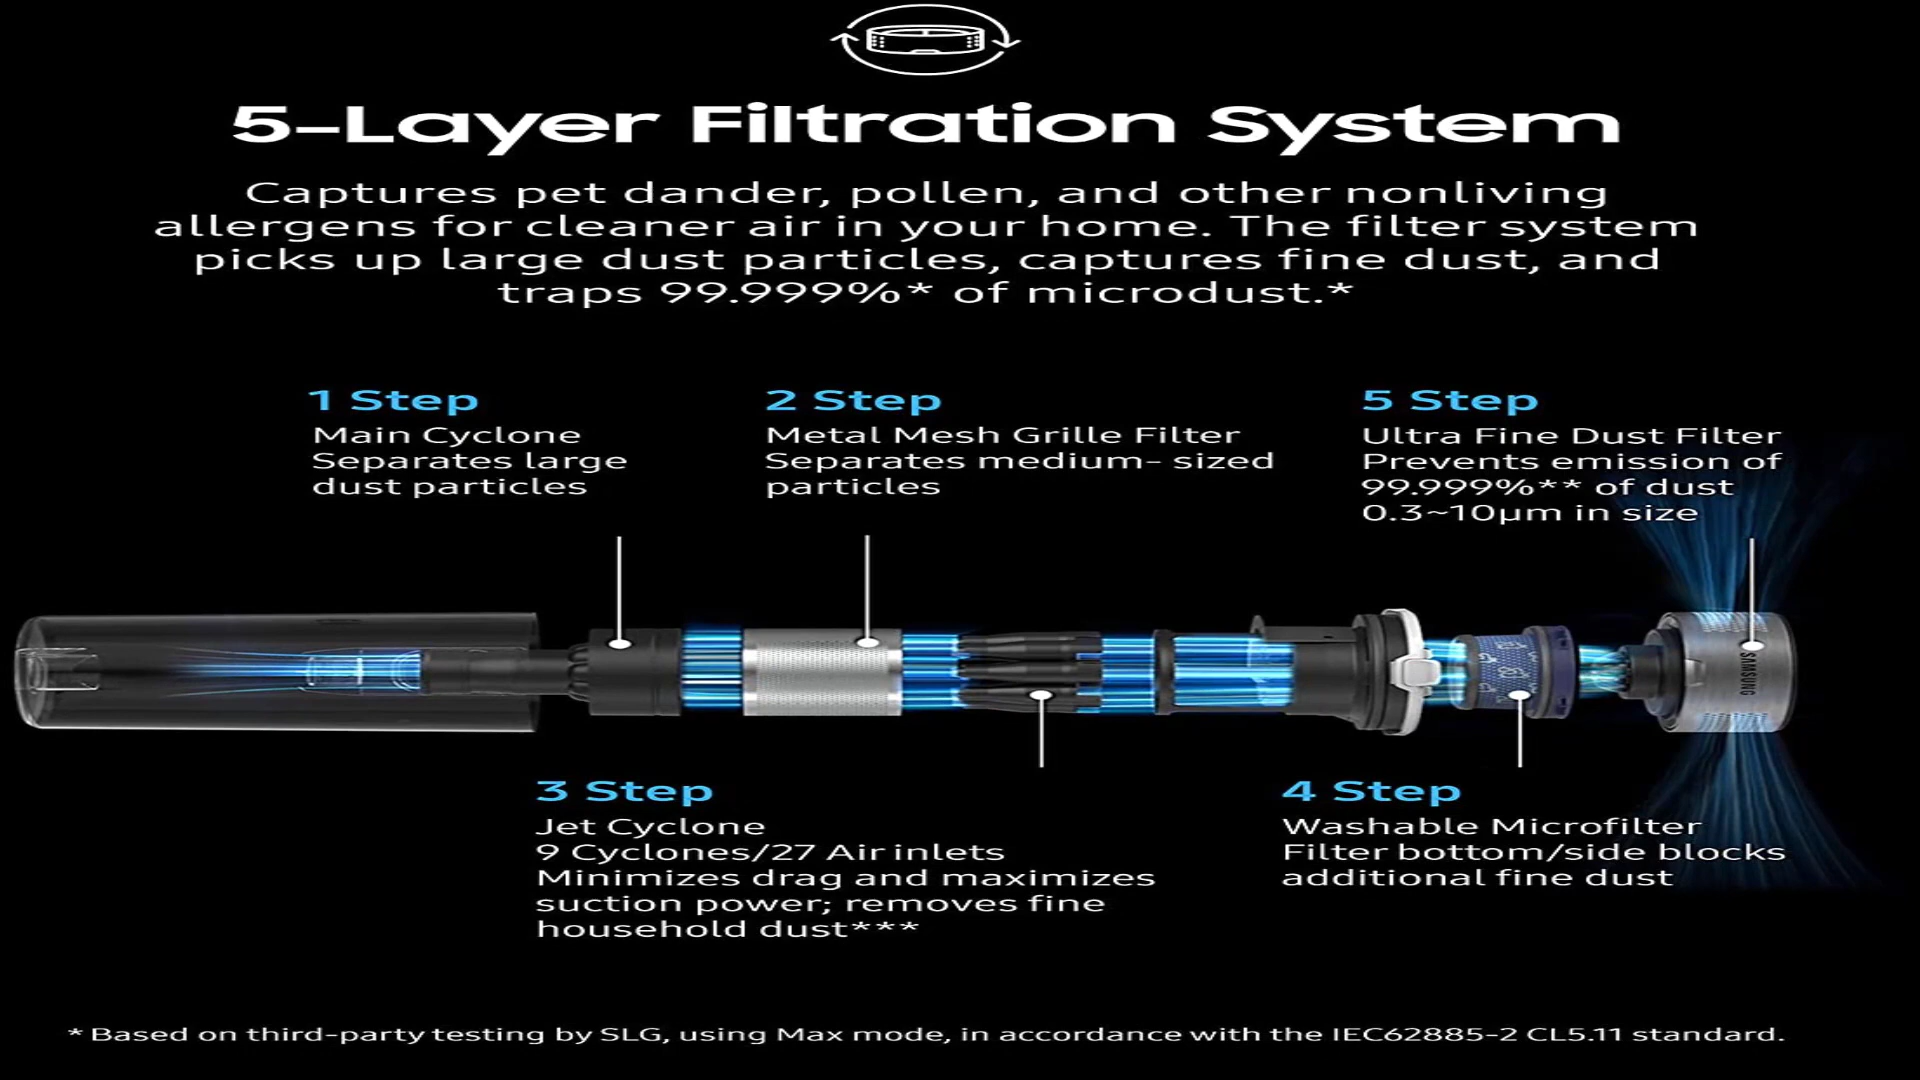 5-Layer Filtration System
Captures pet dander, pollen, and other nonliving
allergens for cleaner air in your home. The filter system
picks up large dust particles, captures fine dust, and
traps 99.999%* of microdust.*
1 Step
Main Cyclone
Separates large
dust particles
2 Step
Metal Mesh Grille Filter
Separates medium- sized
particles
5 Step
Ultra Fine Dust Filter
Prevents emission of
99.999%** of dust
0.3~10μm in size
SAMSUNG
3 Step
Jet Cyclone
9 Cyclones/27 Air inlets
Minimizes drag and maximizes
suction power; removes fine
household dust***
4 Step
Washable Microfilter
Filter bottom/side blocks
additional fine dust
* Based on third-party testing by SLG, using Max mode, in accordance with the IEC62885-2 CL5.11 standard.